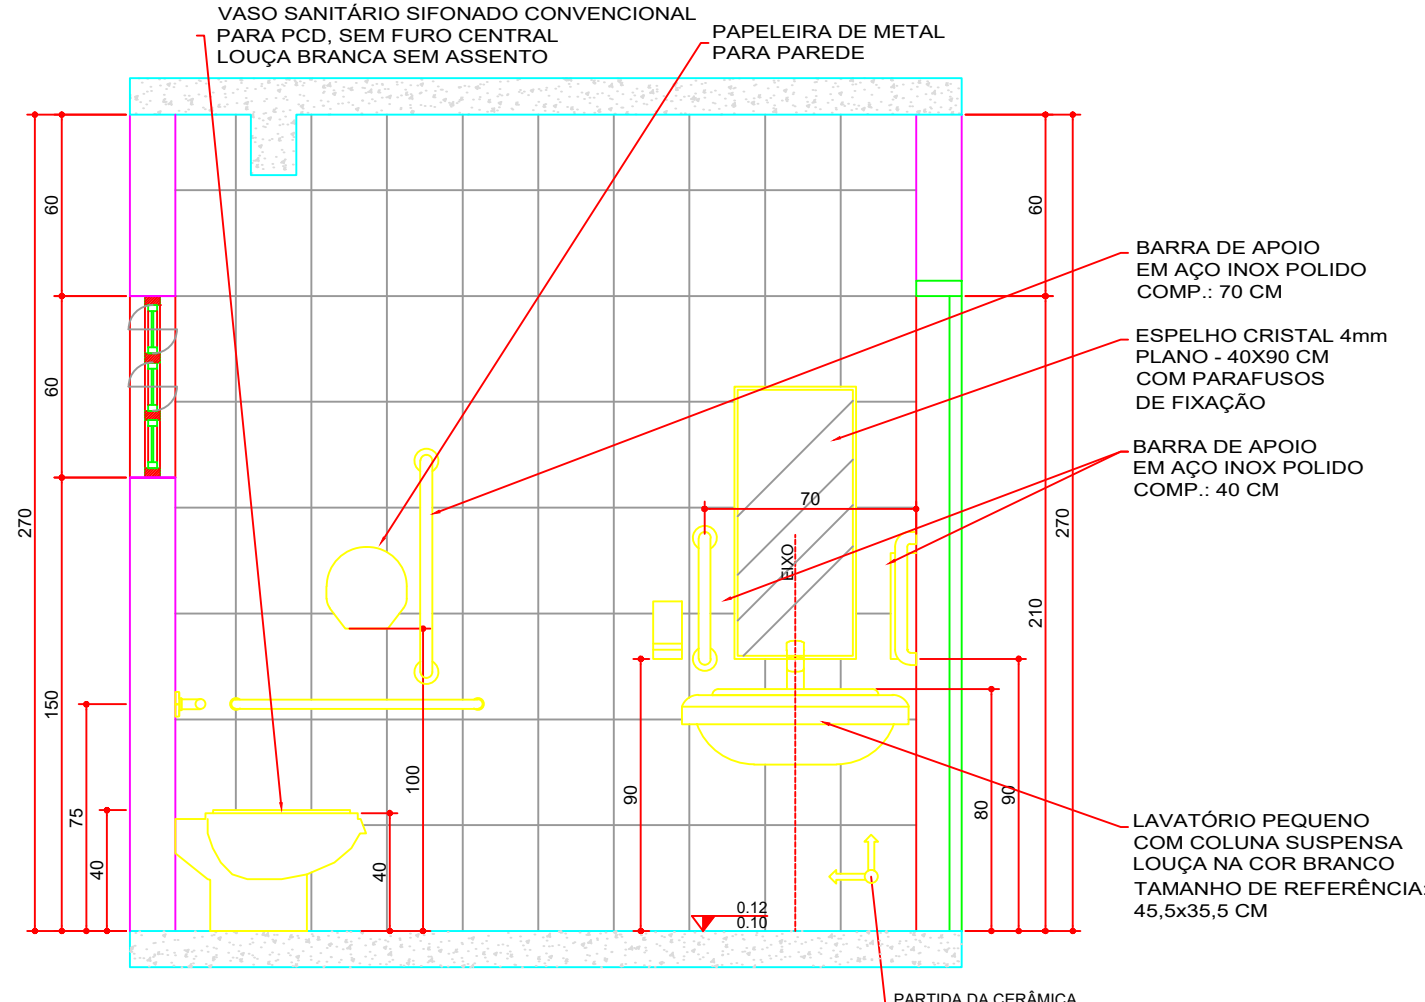 VASO SANITÁRIO SIFONADO CONVENCIONAL
PARA PCD, SEM FURO CENTRAL
LOUÇA BRANCA SEM ASSENTO
PAPELEIRA DE METAL
PARA PAREDE
BARRA DE APOIO
EM AÇO INOX POLIDO
COMP.: 70 CM
ESPELHO CRISTAL 4mm
PLANO - 40X90 CM
COM PARAFUSOS
DE FIXAÇÃO
BARRA DE APOIO
EM AÇO INOX POLIDO
COMP.: 40 CM
LAVATÓRIO PEQUENO
COM COLUNA SUSPENSA
LOUÇA NA COR BRANCO
TAMANHO DE REFERÊNCIA:
45,5x35,5 CM
270
60
60
150
75
40
40
100
70
EIXO
90
0.12
0.10
80
90
60
210
270
PARTIDA DA CERÂMICA